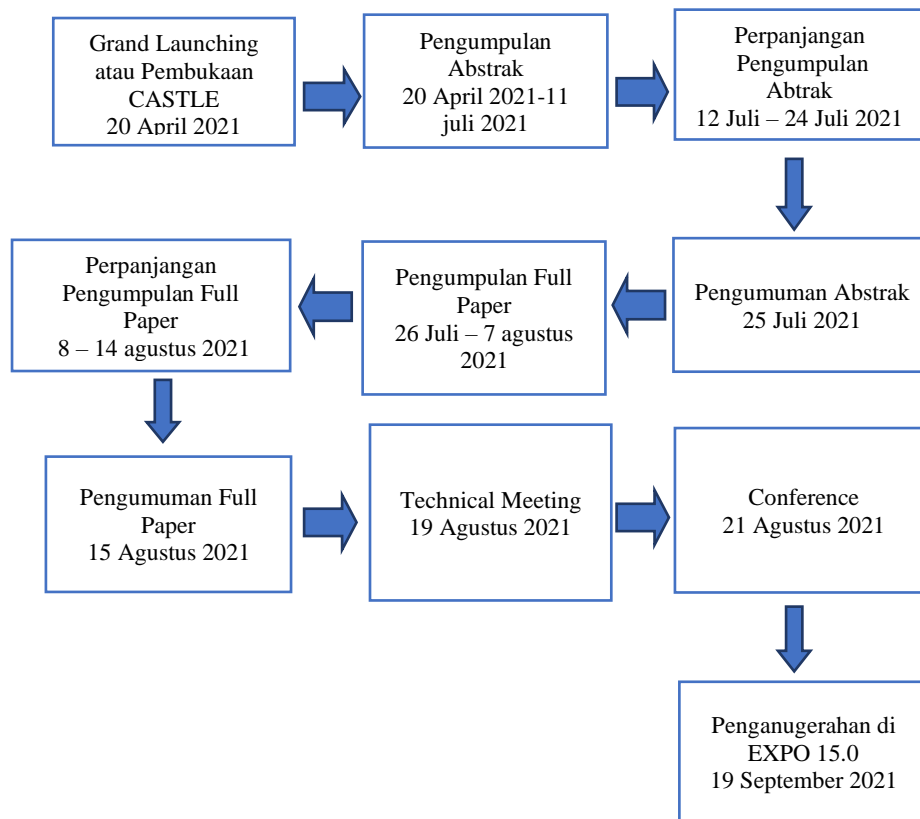 Grand Launching
atau Pembukaan
CASTLE
20 April 2021
Pengumpulan
Abstrak
20 April 2021-11
juli 2021
Perpanjangan
Pengumpulan
Abtrak
12 Juli – 24 Juli 2021
Pengumuman Abstrak
25 Juli 2021
Pengumpulan Full
Paper
26 Juli – 7 agustus
2021
Perpanjangan
Pengumpulan Full
Paper
8 – 14 agustus 2021
Pengumuman Full
Paper
15 Agustus 2021
Technical Meeting
19 Agustus 2021
Conference
21 Agustus 2021
Penganugerahan di
EXPO 15.0
19 September 2021